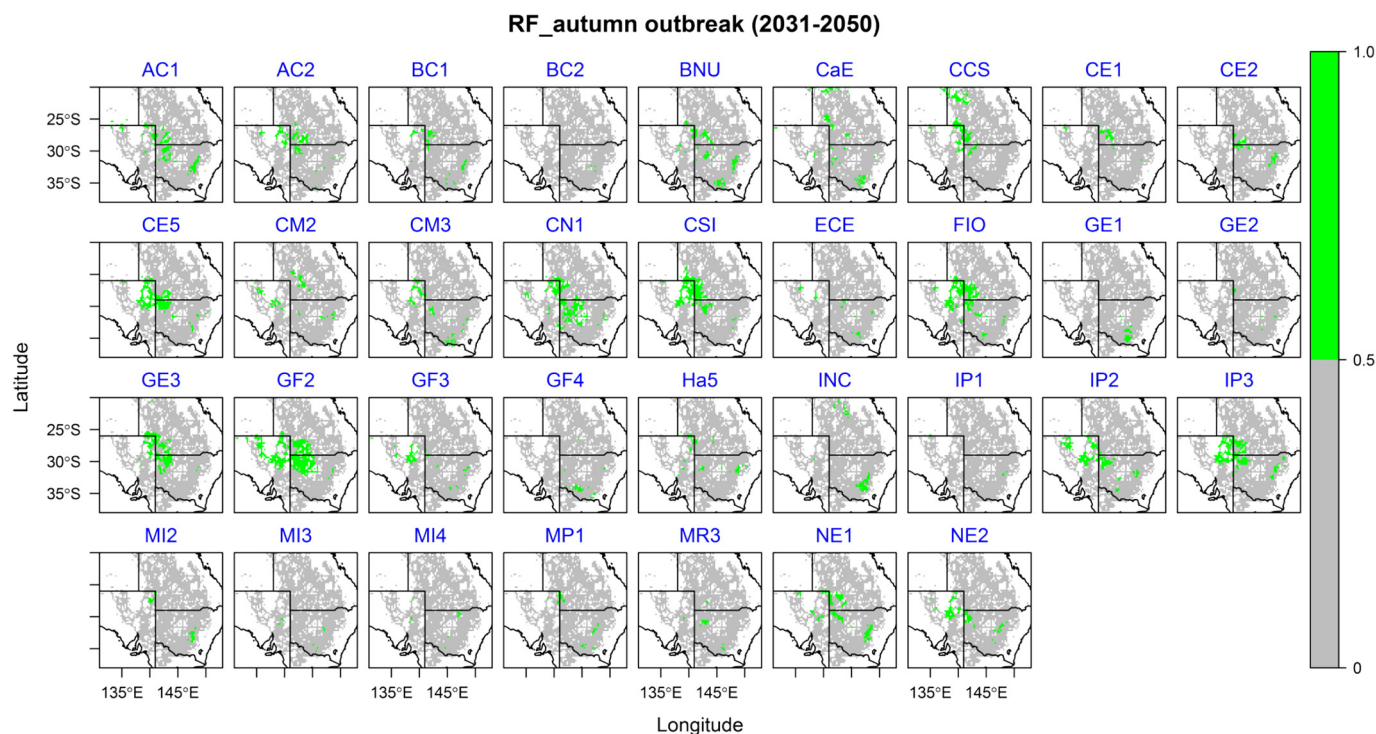 RF_autumn outbreak (2031-2050)
AC1 AC2 BC1 BC2 BNU CaE CCS CE1 CE2
1.0
25°S
30°S
35°S
CE5 CM2 CM3 CN1 CSI ECE FIO GE1 GE2
0.5
Latitude
GE3 GF2 GF3 GF4 Ha5 INC IP1 IP2 IP3
25°S
30°S
35°S
MI2 MI3 MI4 MP1 MR3 NE1 NE2
0
135°E 145°E 135°E 145°E 135°E 145°E 135°E 145°E
Longitude